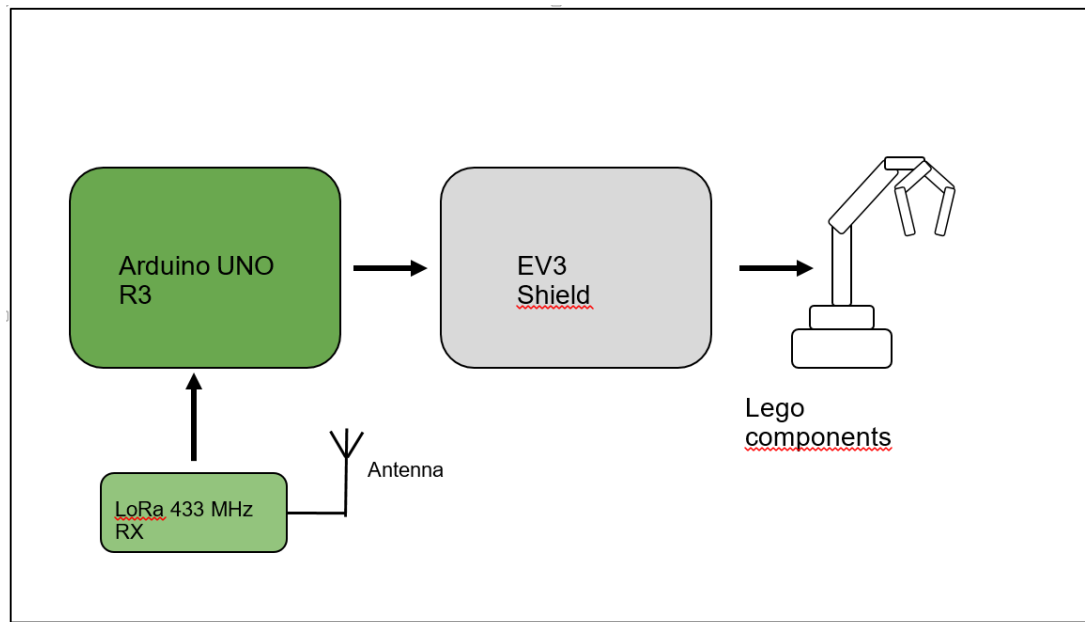 Arduino UNO
R3
EV3
Shield
Lego
components
Antenna
LoRa 433 MHz
RX